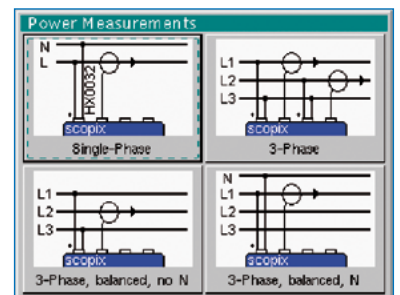 Power Measurements
N
L
HX0032
scopix
Single-Phase
L1
L2
L3
scopix
3-Phase
L1
L2
L3
scopix
3-Phase, balanced, no N
N
L1
L2
L3
scopix
3-Phase, balanced, N